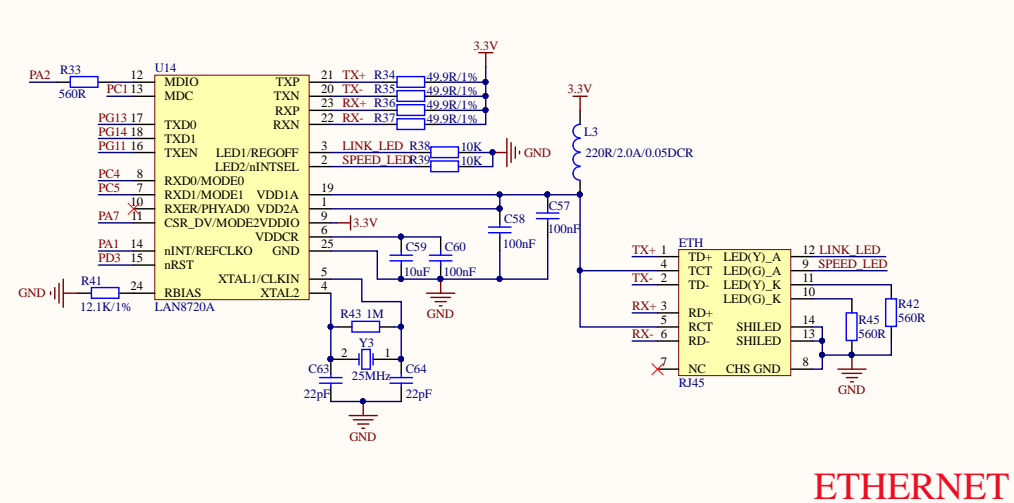 3.3V
U14
PA2 R33 12 MDIO TXP 21 TX+ R34 49.9R/1%
560R PC1 13 MDC TXN 20 TX- R35 49.9R/1%
RXP 23 RX+ R36 49.9R/1%
PG13 17 TXD0 RXN 22 RX- R37 49.9R/1%
PG14 18 TXD1
PG11 16 TXEN LED1/REGOFF 3 LINK_LED R38 10K GND
LED2/nINTSEL 2 SPEED_LED R39 10K
PC4 8 RXD0/MODE0
PC5 7 RXD1/MODE1 VDD1A 19
10 RXER/PHYAD0 VDD2A 1
PA7 11 CSR_DV/MODE2 VDDIO 9 3.3V
VDDCR 6
PA1 14 nINT/REFCLKO GND 25
PD3 15 nRST
XTAL1/CLKIN 5
GND R41 24 RBIAS XTAL2 4
12.1K/1% LAN8720A
3.3V
L3
220R/2.0A/0.05DCR
C57
100nF
C58
100nF
C59 C60
10uF 100nF
GND
R43 1M
Y3
2 1
C63 25MHz C64
22pF 22pF
GND
ETH
TX+ 1 TD+ LED(Y)_A 12 LINK_LED
4 TCT LED(G)_A 9 SPEED_LED
TX- 2 TD- LED(Y)_K 11
LED(G)_K 10
RX+ 3 RD+
5 RCT SHILED 14
RX- 6 RD- SHILED 13
7 NC CHS GND 8
RJ45
R42
560R
R45
560R
GND
ETHERNET